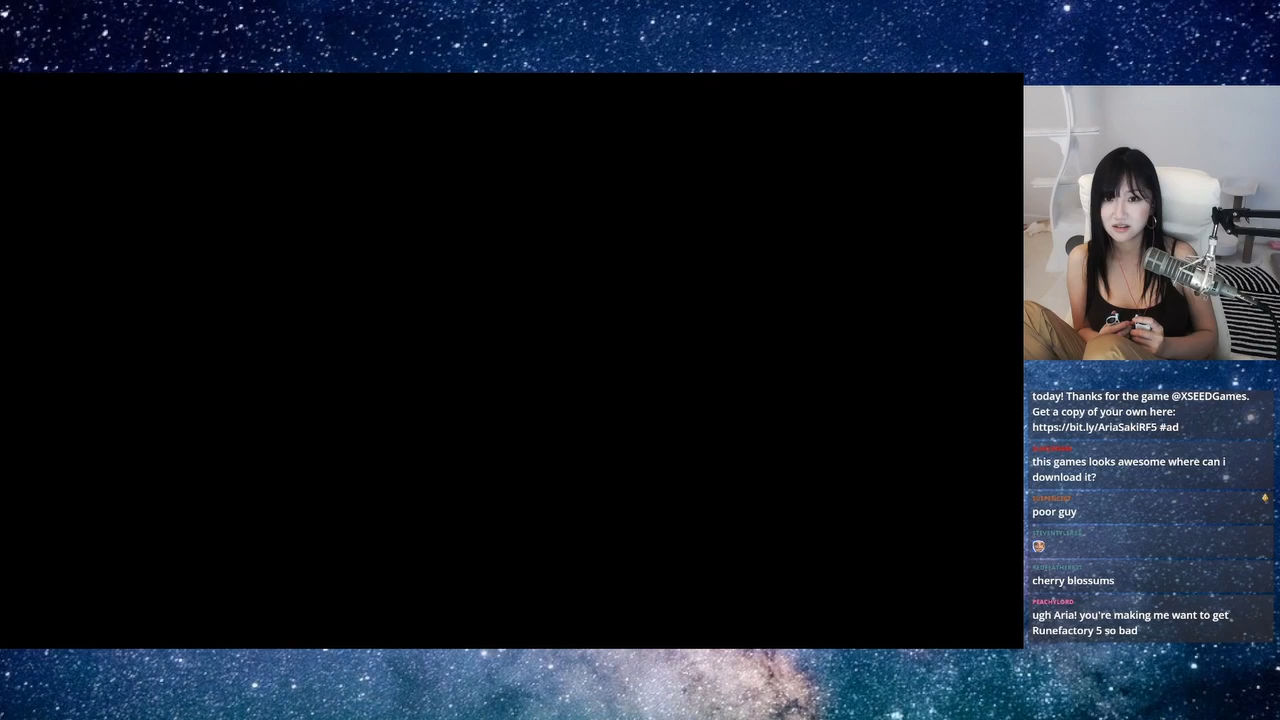 today! Thanks for the game @XSEEDGames.
Get a copy of your own here:
https://bit.ly/AriaSakiRF5 #ad
this games looks awesome where can i
download it?
poor guy
cherry blossums
PEACHYLORD
ugh Aria! you're making me want to get
Runefactory 5 so bad